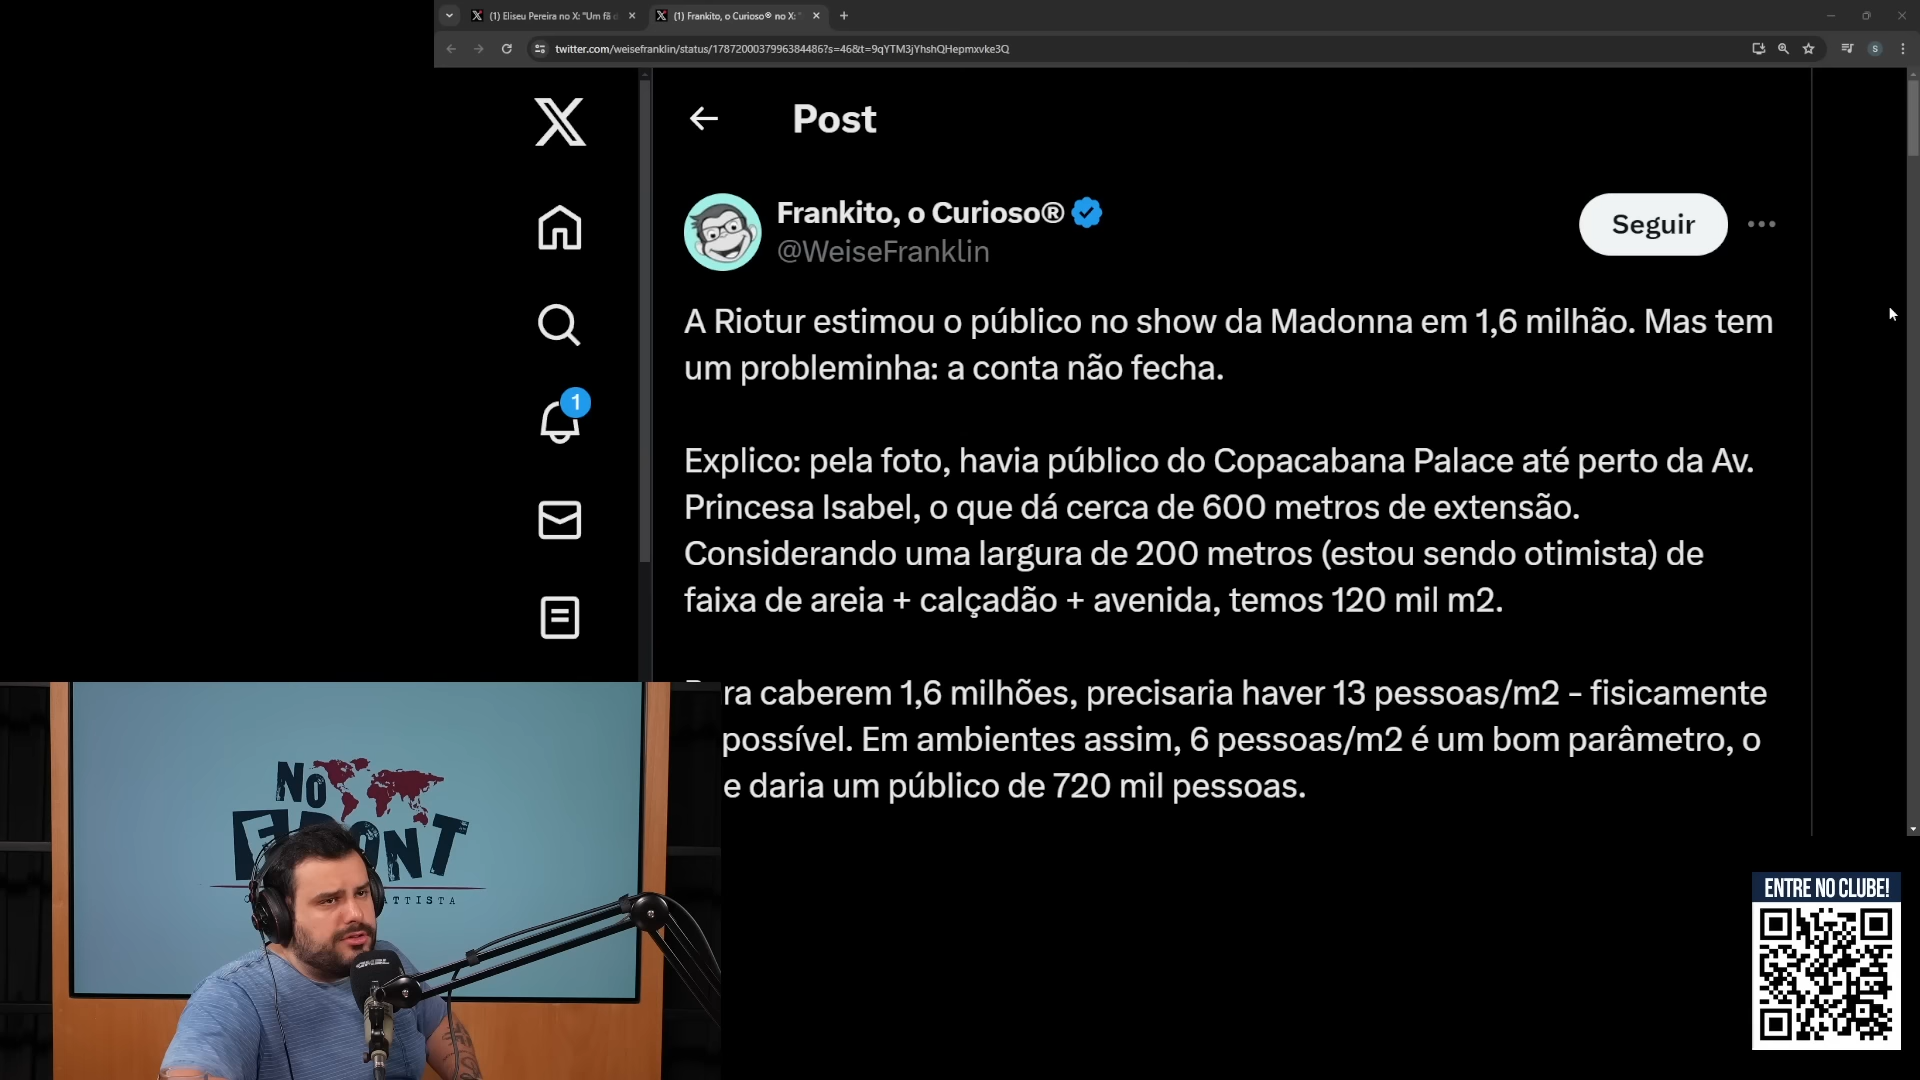 (1) Eliseu Pereira no X: "Um fã d
(1) Frankito, o Curioso® no X: "
twitter.com/weisefranklin/status/1787200037996384486?s=46&t=9qYTM3jYhshQHepmxvke3Q
S
X
Post
Frankito, o Curioso®
@WeiseFranklin
Seguir
1
A Riotur estimou o público no show da Madonna em 1,6 milhão. Mas tem
um probleminha: a conta não fecha.
Explico: pela foto, havia público do Copacabana Palace até perto da Av.
Princesa Isabel, o que dá cerca de 600 metros de extensão.
Considerando uma largura de 200 metros (estou sendo otimista) de
faixa de areia + calçadão + avenida, temos 120 mil m2.
ra caberem 1,6 milhões, precisaria haver 13 pessoas/m2 - fisicamente
possível. Em ambientes assim, 6 pessoas/m2 é um bom parâmetro, o
e daria um público de 720 mil pessoas.
NO
FRONT
ATTISTA
ENTRE NO CLUBE!